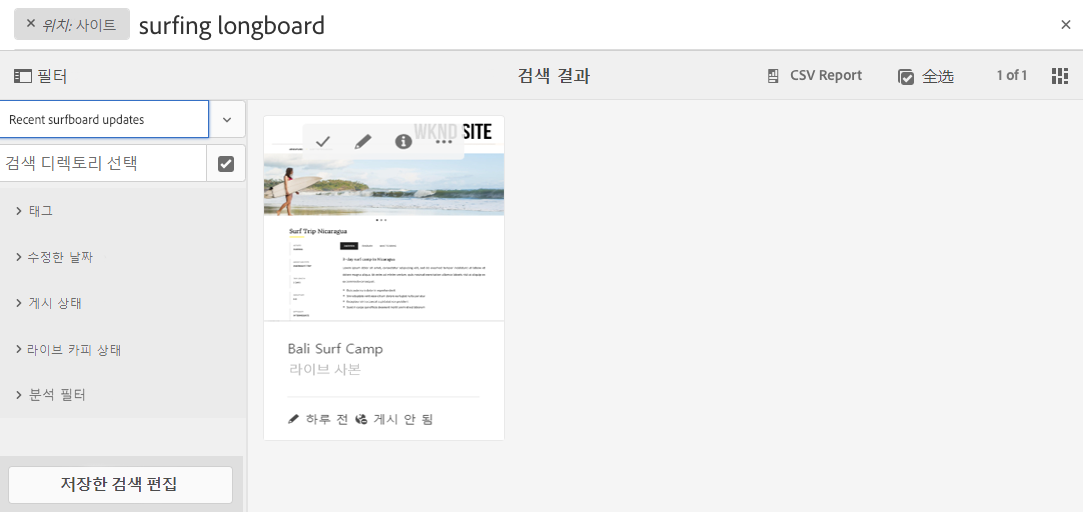 위치: 사이트 surfing longboard
필터
검색 결과
CSV Report
全选
1 of 1
Recent surfboard updates
검색 디렉토리 선택
태그
수정한 날짜
게시 상태
라이브 카피 상태
분석 필터
저장한 검색 편집
WKND SITE
Surf Trip Nicaragua
Bali Surf Camp
라이브 사본
하루 전 게시 안 됨